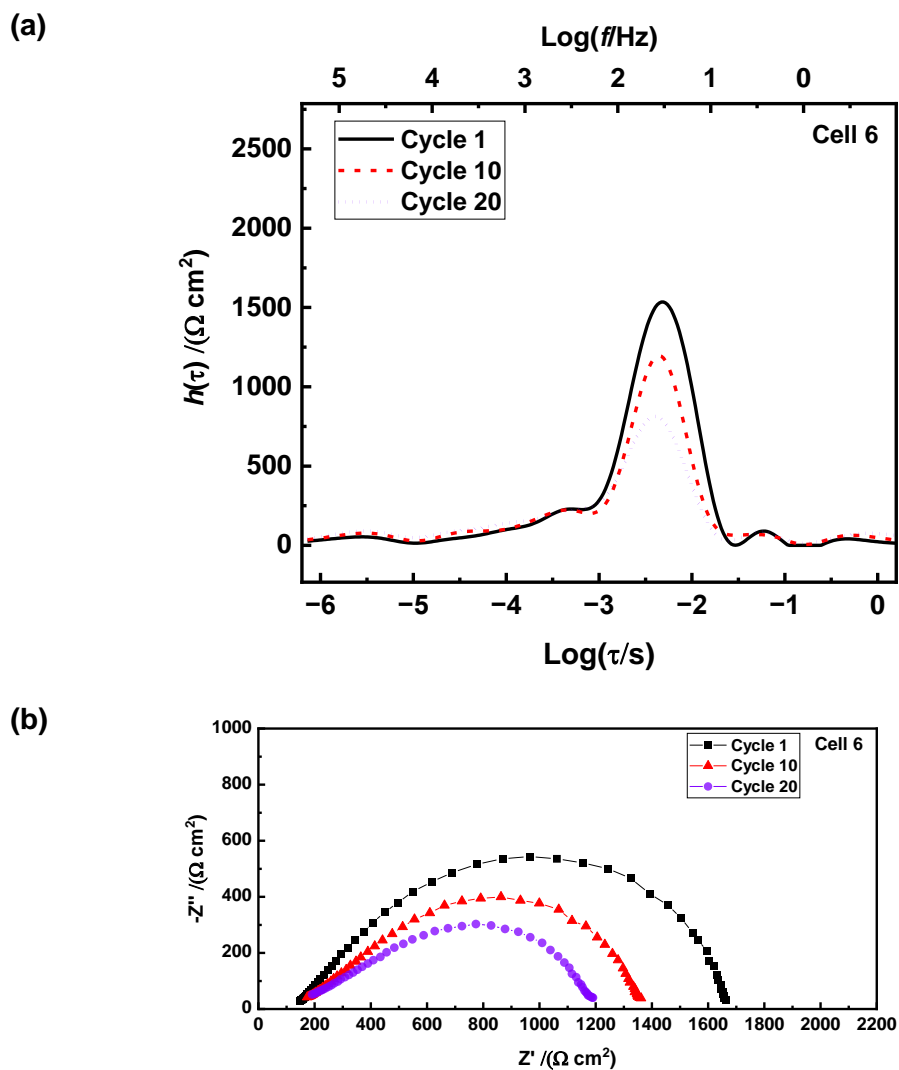 (a)
Log(f/Hz)
5 4 3 2 1 0
Cell 6
Cycle 1
Cycle 10
Cycle 20
2500
2000
1500
1000
500
0
h(τ) /(Ω cm²)
−6 −5 −4 −3 −2 −1 0
Log(τ/s)
(b)
1000
800
600
400
200
0
-Z'' /(Ω cm²)
Cycle 1
Cycle 10
Cycle 20
Cell 6
0 200 400 600 800 1000 1200 1400 1600 1800 2000 2200
Z' /(Ω cm²)